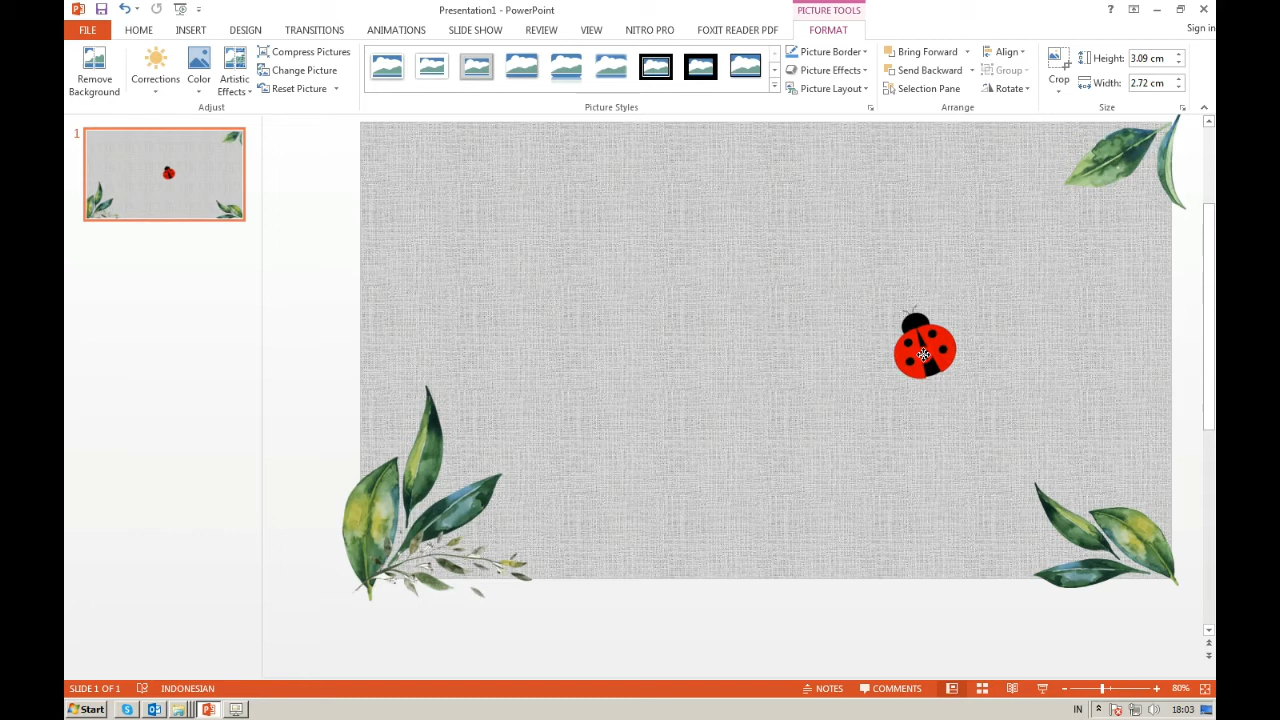 Presentation1 - PowerPoint
PICTURE TOOLS
?
FILE HOME INSERT DESIGN TRANSITIONS ANIMATIONS SLIDE SHOW REVIEW VIEW NITRO PRO FOXIT READER PDF FORMAT Sign in
Remove Background
Corrections
Color
Artistic Effects
Compress Pictures
Change Picture
Reset Picture
Adjust
Picture Styles
Picture Border
Picture Effects
Picture Layout
Bring Forward
Send Backward
Selection Pane
Align
Group
Rotate
Arrange
Crop
Height: 3.09 cm
Width: 2.72 cm
Size
1
SLIDE 1 OF 1 INDONESIAN NOTES COMMENTS 80%
Start IN 18:03